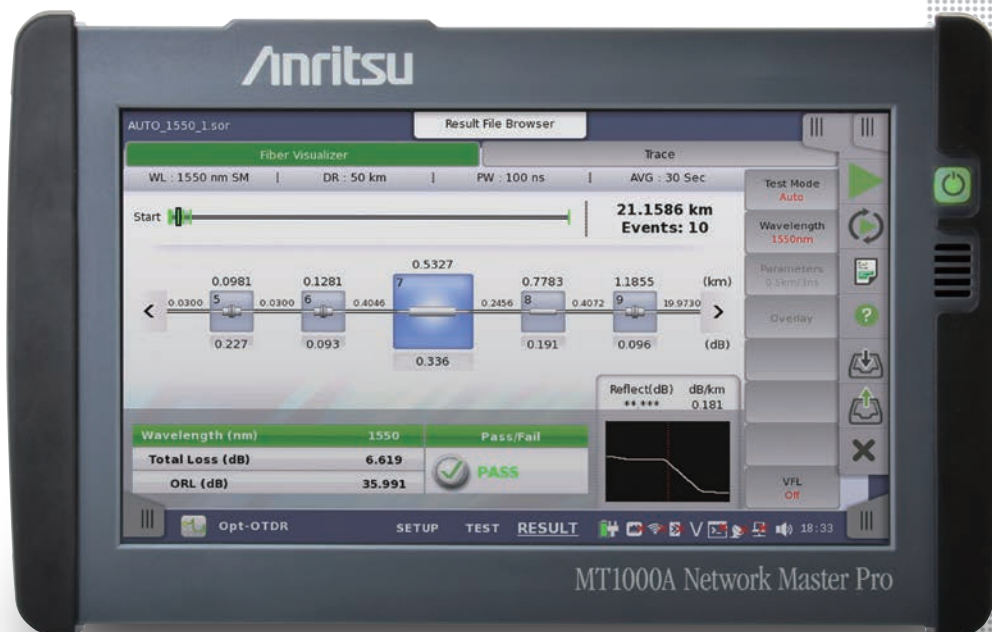 Anritsu
AUTO_1550_1.sor
Result File Browser
Fiber Visualizer
Trace
WL : 1550 nm SM | DR : 50 km | PW : 100 ns | AVG : 30 Sec
Start
21.1586 km
Events: 10
0.0981 0.1281 0.5327 0.7783 1.1855 (km)
0.0300 5 0.0300 6 0.4046 7 0.2456 8 0.4072 9 19.9730
0.227 0.093 0.336 0.191 0.096 (dB)
Reflect(dB) dB/km
**.*** 0.181
Wavelength (nm) 1550 Pass/Fail
Total Loss (dB) 6.619
PASS
ORL (dB) 35.991
Test Mode
Auto
Wavelength
1550nm
Parameters
0.5km/3ns
Overlay
VFL
Off
Opt-OTDR
SETUP TEST RESULT
18:33
MT1000A Network Master Pro